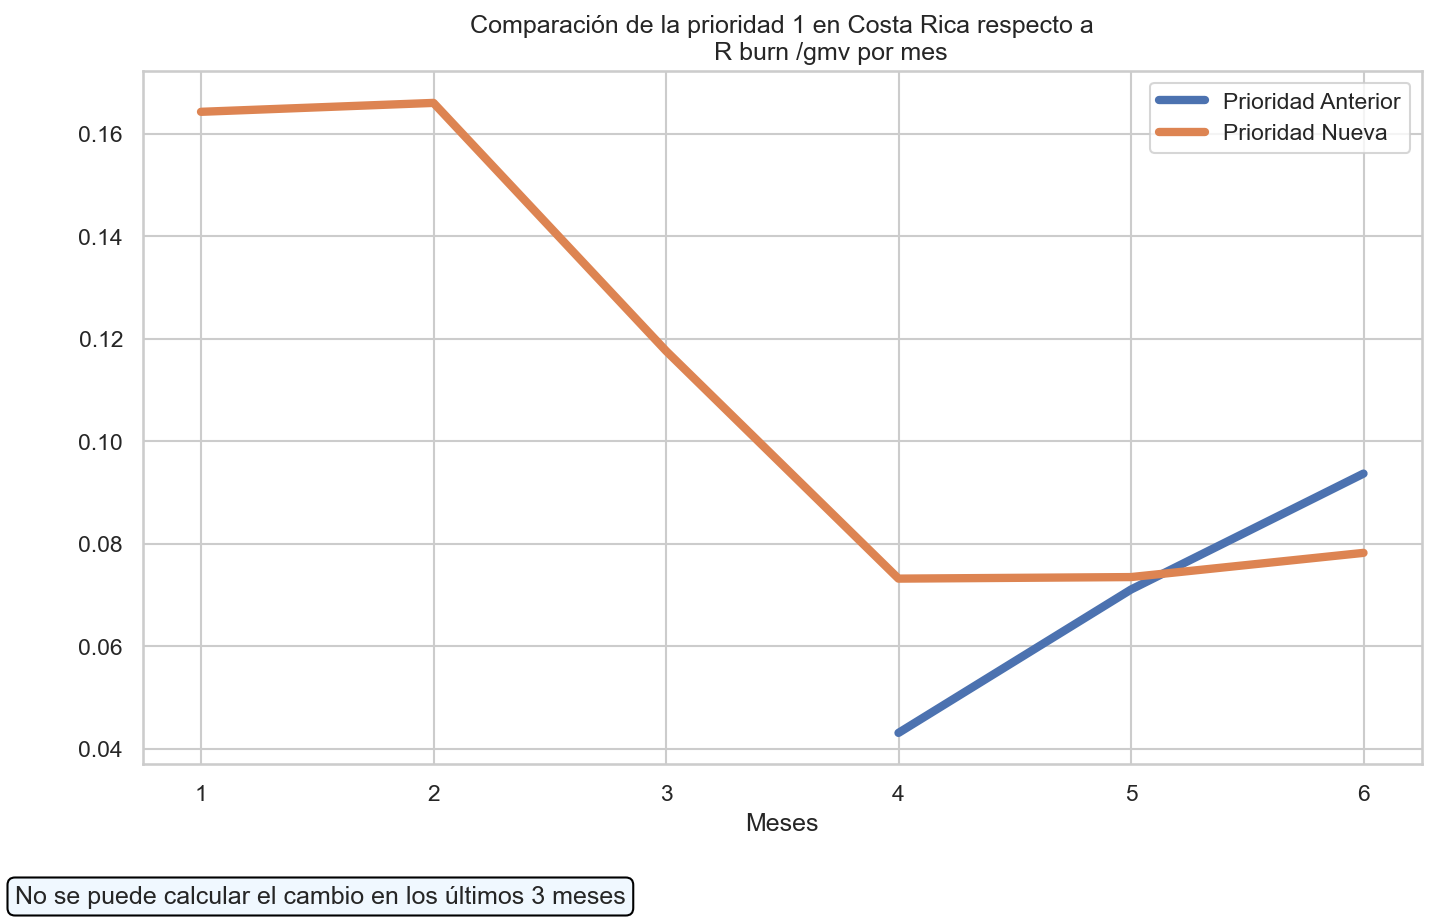 Comparación de la prioridad 1 en Costa Rica respecto a
R burn /gmv por mes
Prioridad Anterior
Prioridad Nueva
0.16
0.14
0.12
0.10
0.08
0.06
0.04
1 2 3 4 5 6
Meses
No se puede calcular el cambio en los últimos 3 meses